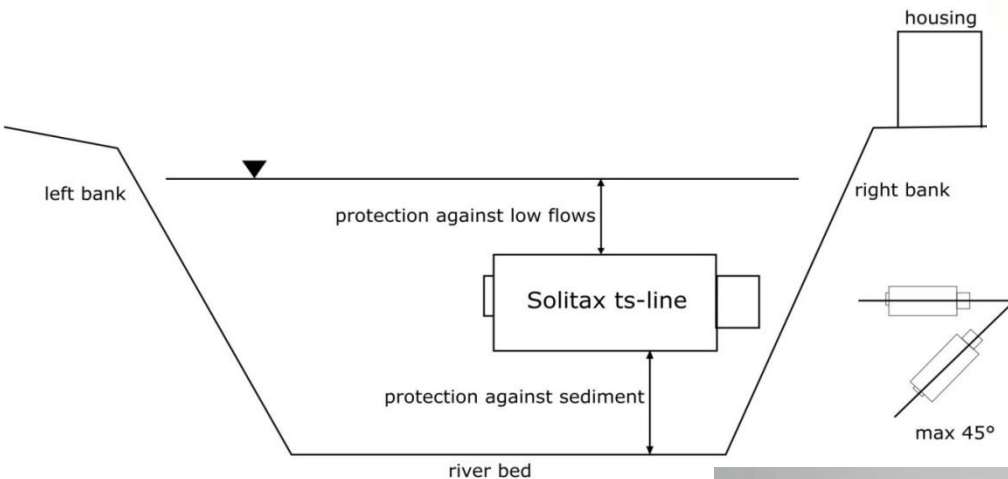 housing
left bank
right bank
protection against low flows
Solitax ts-line
protection against sediment
max 45°
river bed